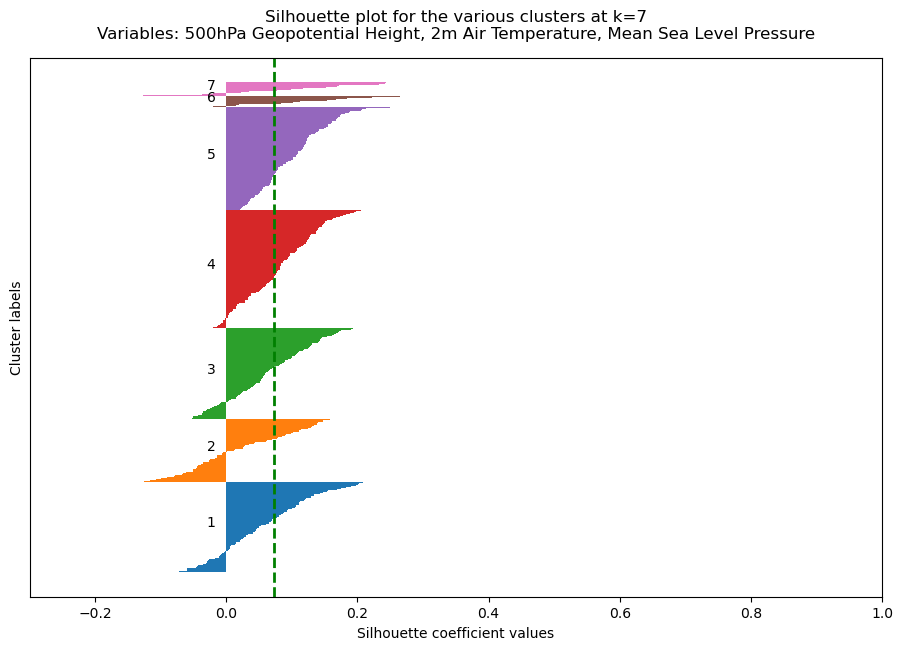 Silhouette plot for the various clusters at k=7
Variables: 500hPa Geopotential Height, 2m Air Temperature, Mean Sea Level Pressure
7
6
5
4
3
2
1
Cluster labels
−0.2 0.0 0.2 0.4 0.6 0.8 1.0
Silhouette coefficient values